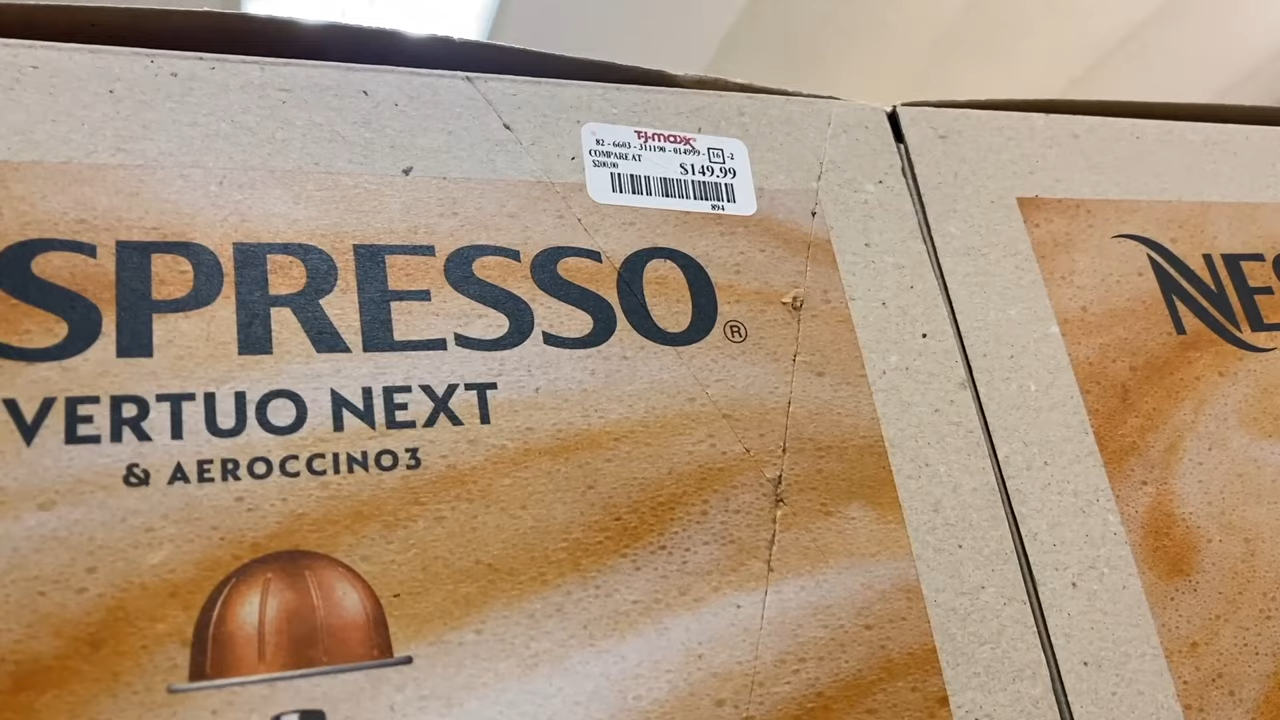 T·J·maxx
82 - 6603 - 311190 - 014999 - 16 -2
COMPARE AT
$200.00
$149.99
894
SPRESSO®
VERTUO NEXT
& AEROCCINO3
NES